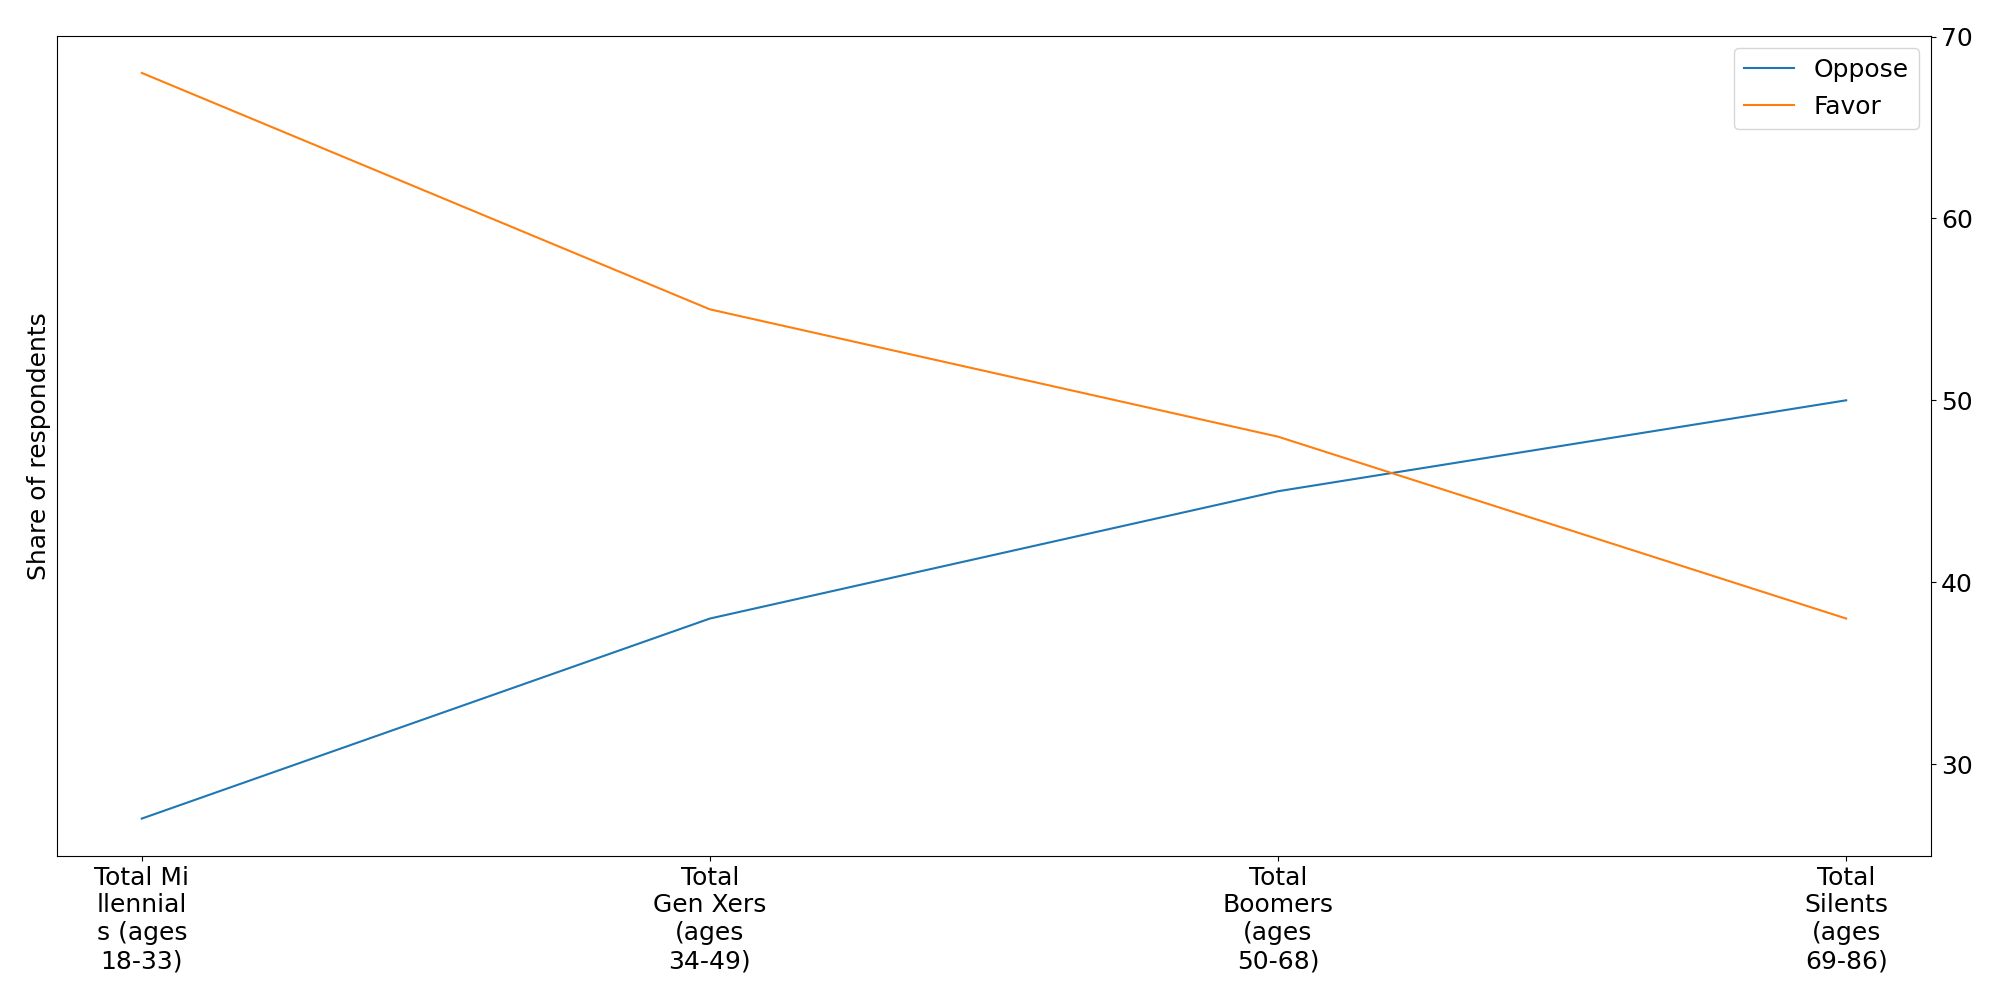 Share of respondents
70
60
50
40
30
Oppose
Favor
Total Mi
llennial
s (ages
18-33)
Total
Gen Xers
(ages
34-49)
Total
Boomers
(ages
50-68)
Total
Silents
(ages
69-86)